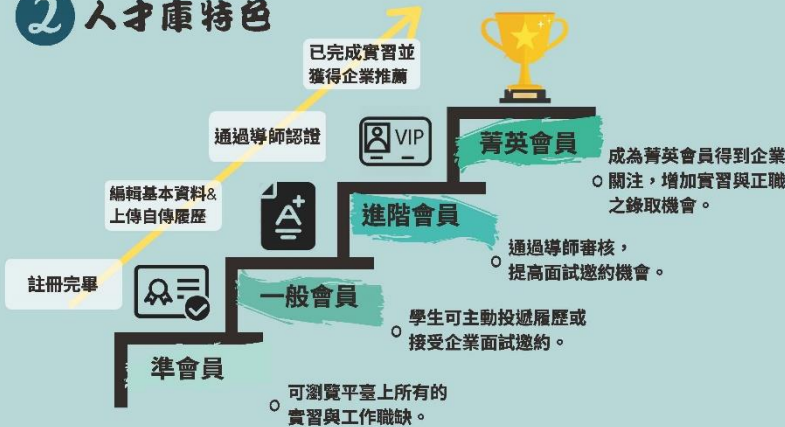 2 人才庫特色
已完成實習並
獲得企業推薦
通過導師認證
VIP
菁英會員
成為菁英會員得到企業
關注，增加實習與正職
之錄取機會。
編輯基本資料&
上傳自傳履歷
A+
進階會員
通過導師審核，
提高面試邀約機會。
註冊完畢
一般會員
學生可主動投遞履歷或
接受企業面試邀約。
準會員
可瀏覽平臺上所有的
實習與工作職缺。